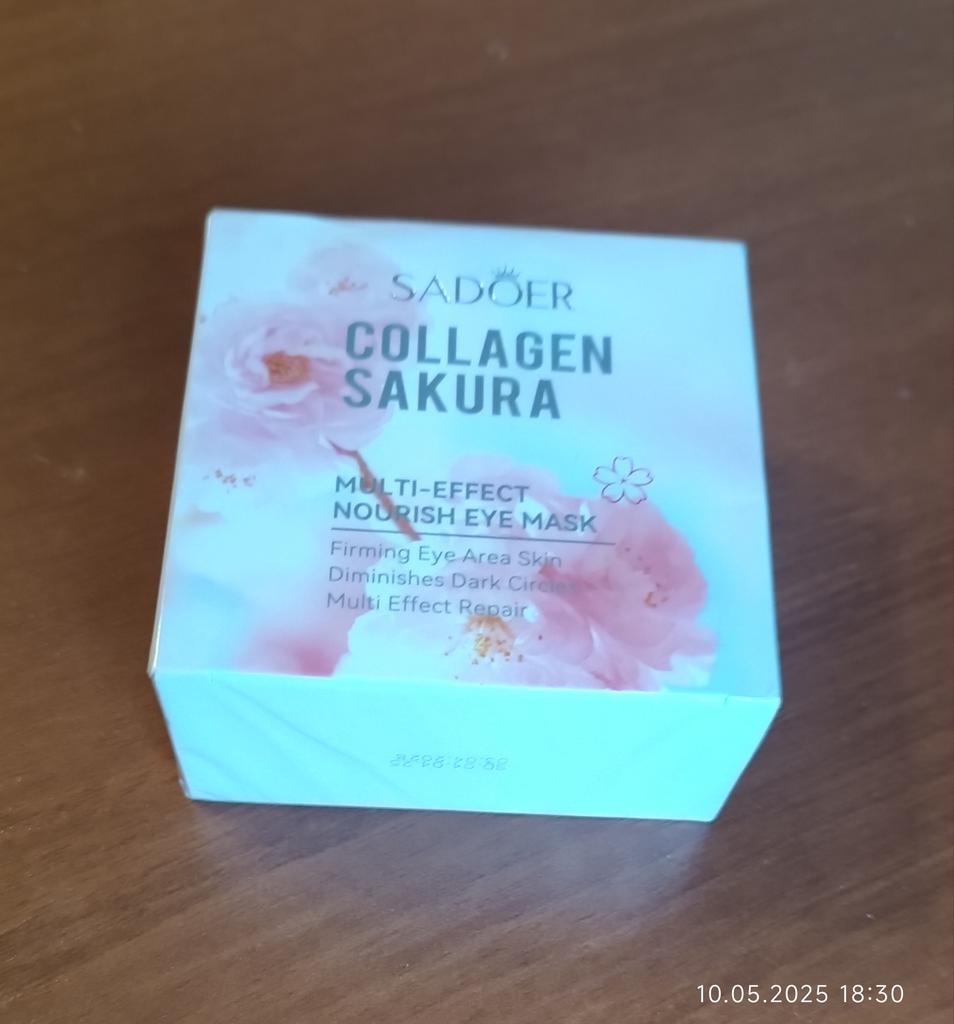 SADOER
COLLAGEN
SAKURA
MULTI-EFFECT
NOURISH EYE MASK
Firming Eye Area Skin
Diminishes Dark Circles
Multi Effect Repair
10.05.2025 18:30